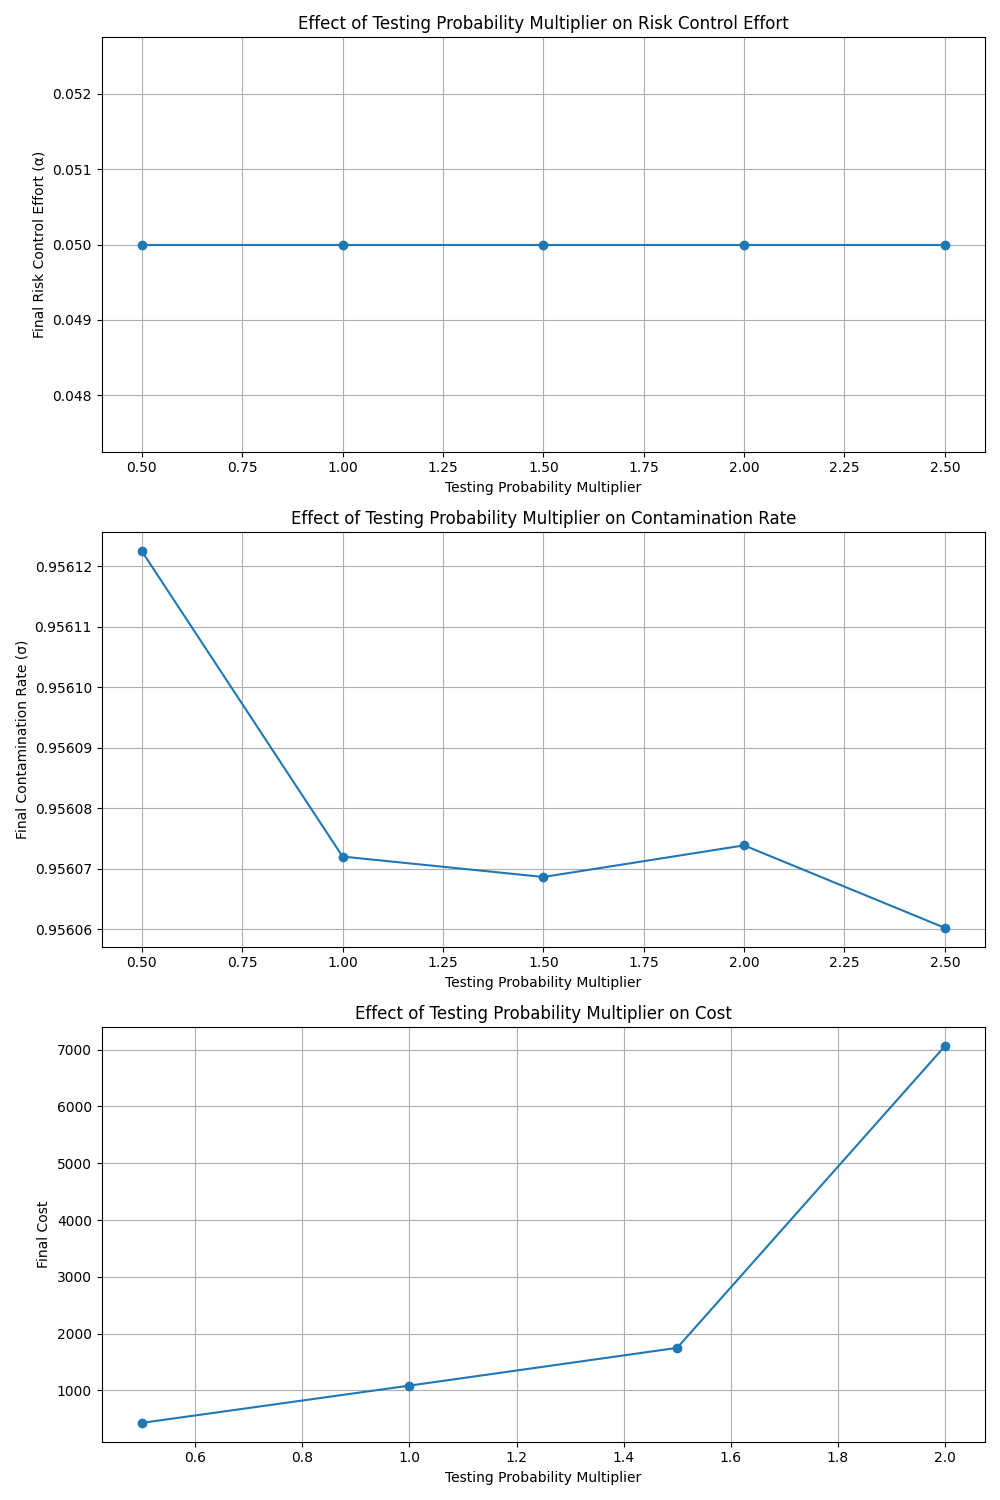 Effect of Testing Probability Multiplier on Risk Control Effort
Final Risk Control Effort (α)
0.052
0.051
0.050
0.049
0.048
0.50 0.75 1.00 1.25 1.50 1.75 2.00 2.25 2.50
Testing Probability Multiplier
Effect of Testing Probability Multiplier on Contamination Rate
Final Contamination Rate (σ)
0.95612
0.95611
0.95610
0.95609
0.95608
0.95607
0.95606
0.50 0.75 1.00 1.25 1.50 1.75 2.00 2.25 2.50
Testing Probability Multiplier
Effect of Testing Probability Multiplier on Cost
Final Cost
7000
6000
5000
4000
3000
2000
1000
0.6 0.8 1.0 1.2 1.4 1.6 1.8 2.0
Testing Probability Multiplier